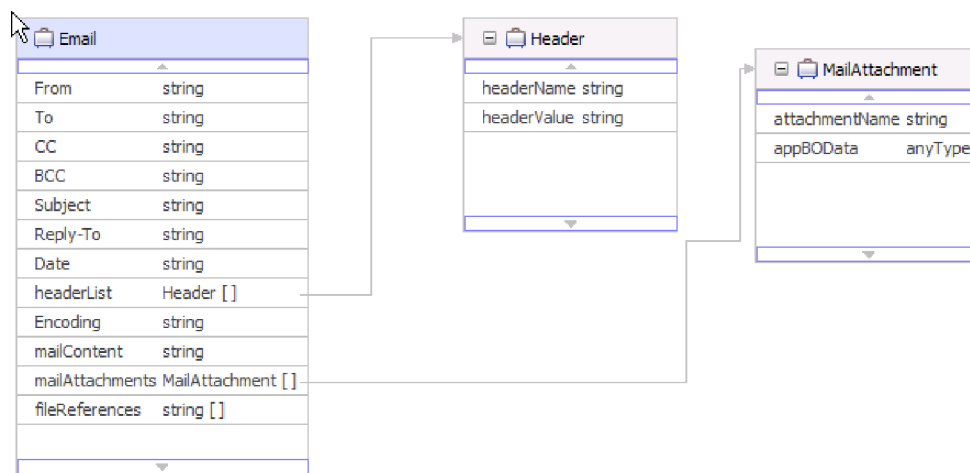 Email
From string
To string
CC string
BCC string
Subject string
Reply-To string
Date string
headerList Header [ ]
Encoding string
mailContent string
mailAttachments MailAttachment [ ]
fileReferences string [ ]
Header
headerName string
headerValue string
MailAttachment
attachmentName string
appBOData anyType